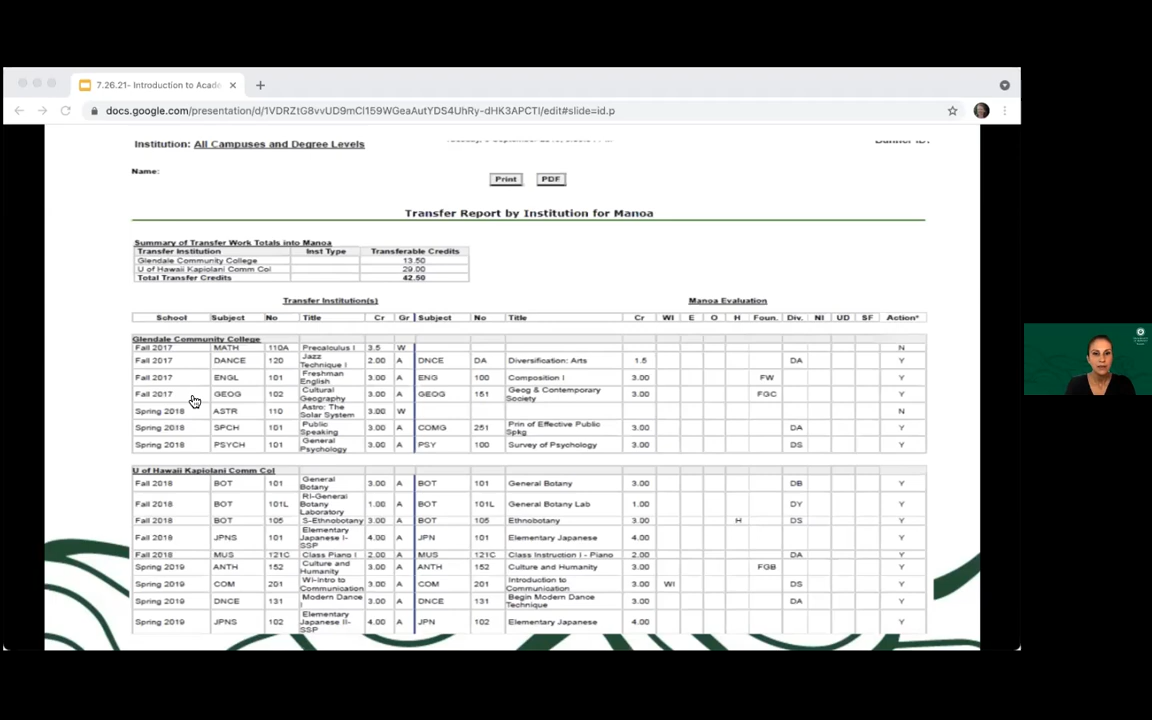 7.26.21- Introduction to Acade
docs.google.com/presentation/d/1VDRZtG8vvUD9mCl159WGeaAutYDS4UhRy-dHK3APCTI/edit#slide=id.p
Institution: All Campuses and Degree Levels
Name:
Print PDF
Transfer Report by Institution for Manoa
Summary of Transfer Work Totals into Manoa
Transfer Institution Inst Type Transferable Credits
Glendale Community College 13.50
U of Hawaii Kapiolani Comm Col 29.00
Total Transfer Credits 42.50
Transfer Institution(s) Manoa Evaluation
School Subject No Title Cr Gr Subject No Title Cr WI E O H Foun. Div. NI UD SF Action*
Glendale Community College
Fall 2017 MATH 110A Precalculus I 3.5 W N
Fall 2017 DANCE 120 Jazz Technique I 2.00 A DNCE DA Diversification: Arts 1.5 DA Y
Fall 2017 ENGL 101 Freshman English 3.00 A ENG 100 Composition I 3.00 FW Y
Fall 2017 GEOG 102 Cultural Geography 3.00 A GEOG 151 Geog & Contemporary Society 3.00 FGC Y
Spring 2018 ASTR 110 Astro: The Solar System 3.00 W N
Spring 2018 SPCH 101 Public Speaking 3.00 A COMG 251 Prin of Effective Public Spkg 3.00 DA Y
Spring 2018 PSYCH 101 General Psychology 3.00 A PSY 100 Survey of Psychology 3.00 DS Y
U of Hawaii Kapiolani Comm Col
Fall 2018 BOT 101 General Botany 3.00 A BOT 101 General Botany 3.00 DB Y
Fall 2018 BOT 101L RI-General Botany Laboratory 1.00 A BOT 101L General Botany Lab 1.00 DY Y
Fall 2018 BOT 105 S-Ethnobotany 3.00 A BOT 105 Ethnobotany 3.00 H DS Y
Fall 2018 JPNS 101 Elementary Japanese I-SSP 4.00 A JPN 101 Elementary Japanese 4.00 Y
Fall 2018 MUS 121C Class Piano I 2.00 A MUS 121C Class Instruction I - Piano 2.00 DA Y
Spring 2019 ANTH 152 Culture and Humanity 3.00 A ANTH 152 Culture and Humanity 3.00 FGB Y
Spring 2019 COM 201 WI-Intro to Communication 3.00 A COM 201 Introduction to Communication 3.00 WI DS Y
Spring 2019 DNCE 131 Modern Dance I 3.00 A DNCE 131 Begin Modern Dance Technique 3.00 DA Y
Spring 2019 JPNS 102 Elementary Japanese II-SSP 4.00 A JPN 102 Elementary Japanese 4.00 Y